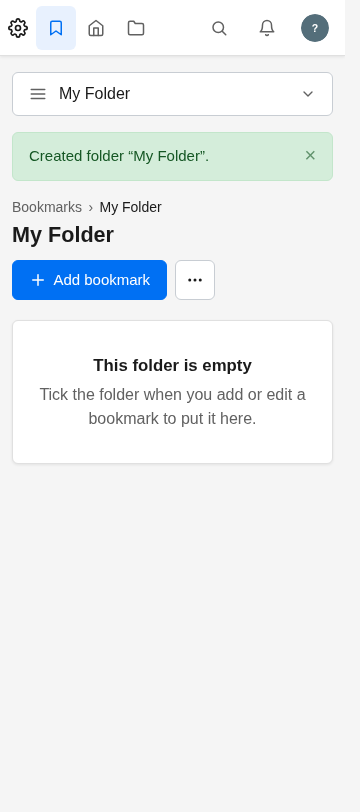 ?
My Folder
Created folder “My Folder”.
Bookmarks › My Folder
My Folder
Add bookmark
This folder is empty
Tick the folder when you add or edit a
bookmark to put it here.